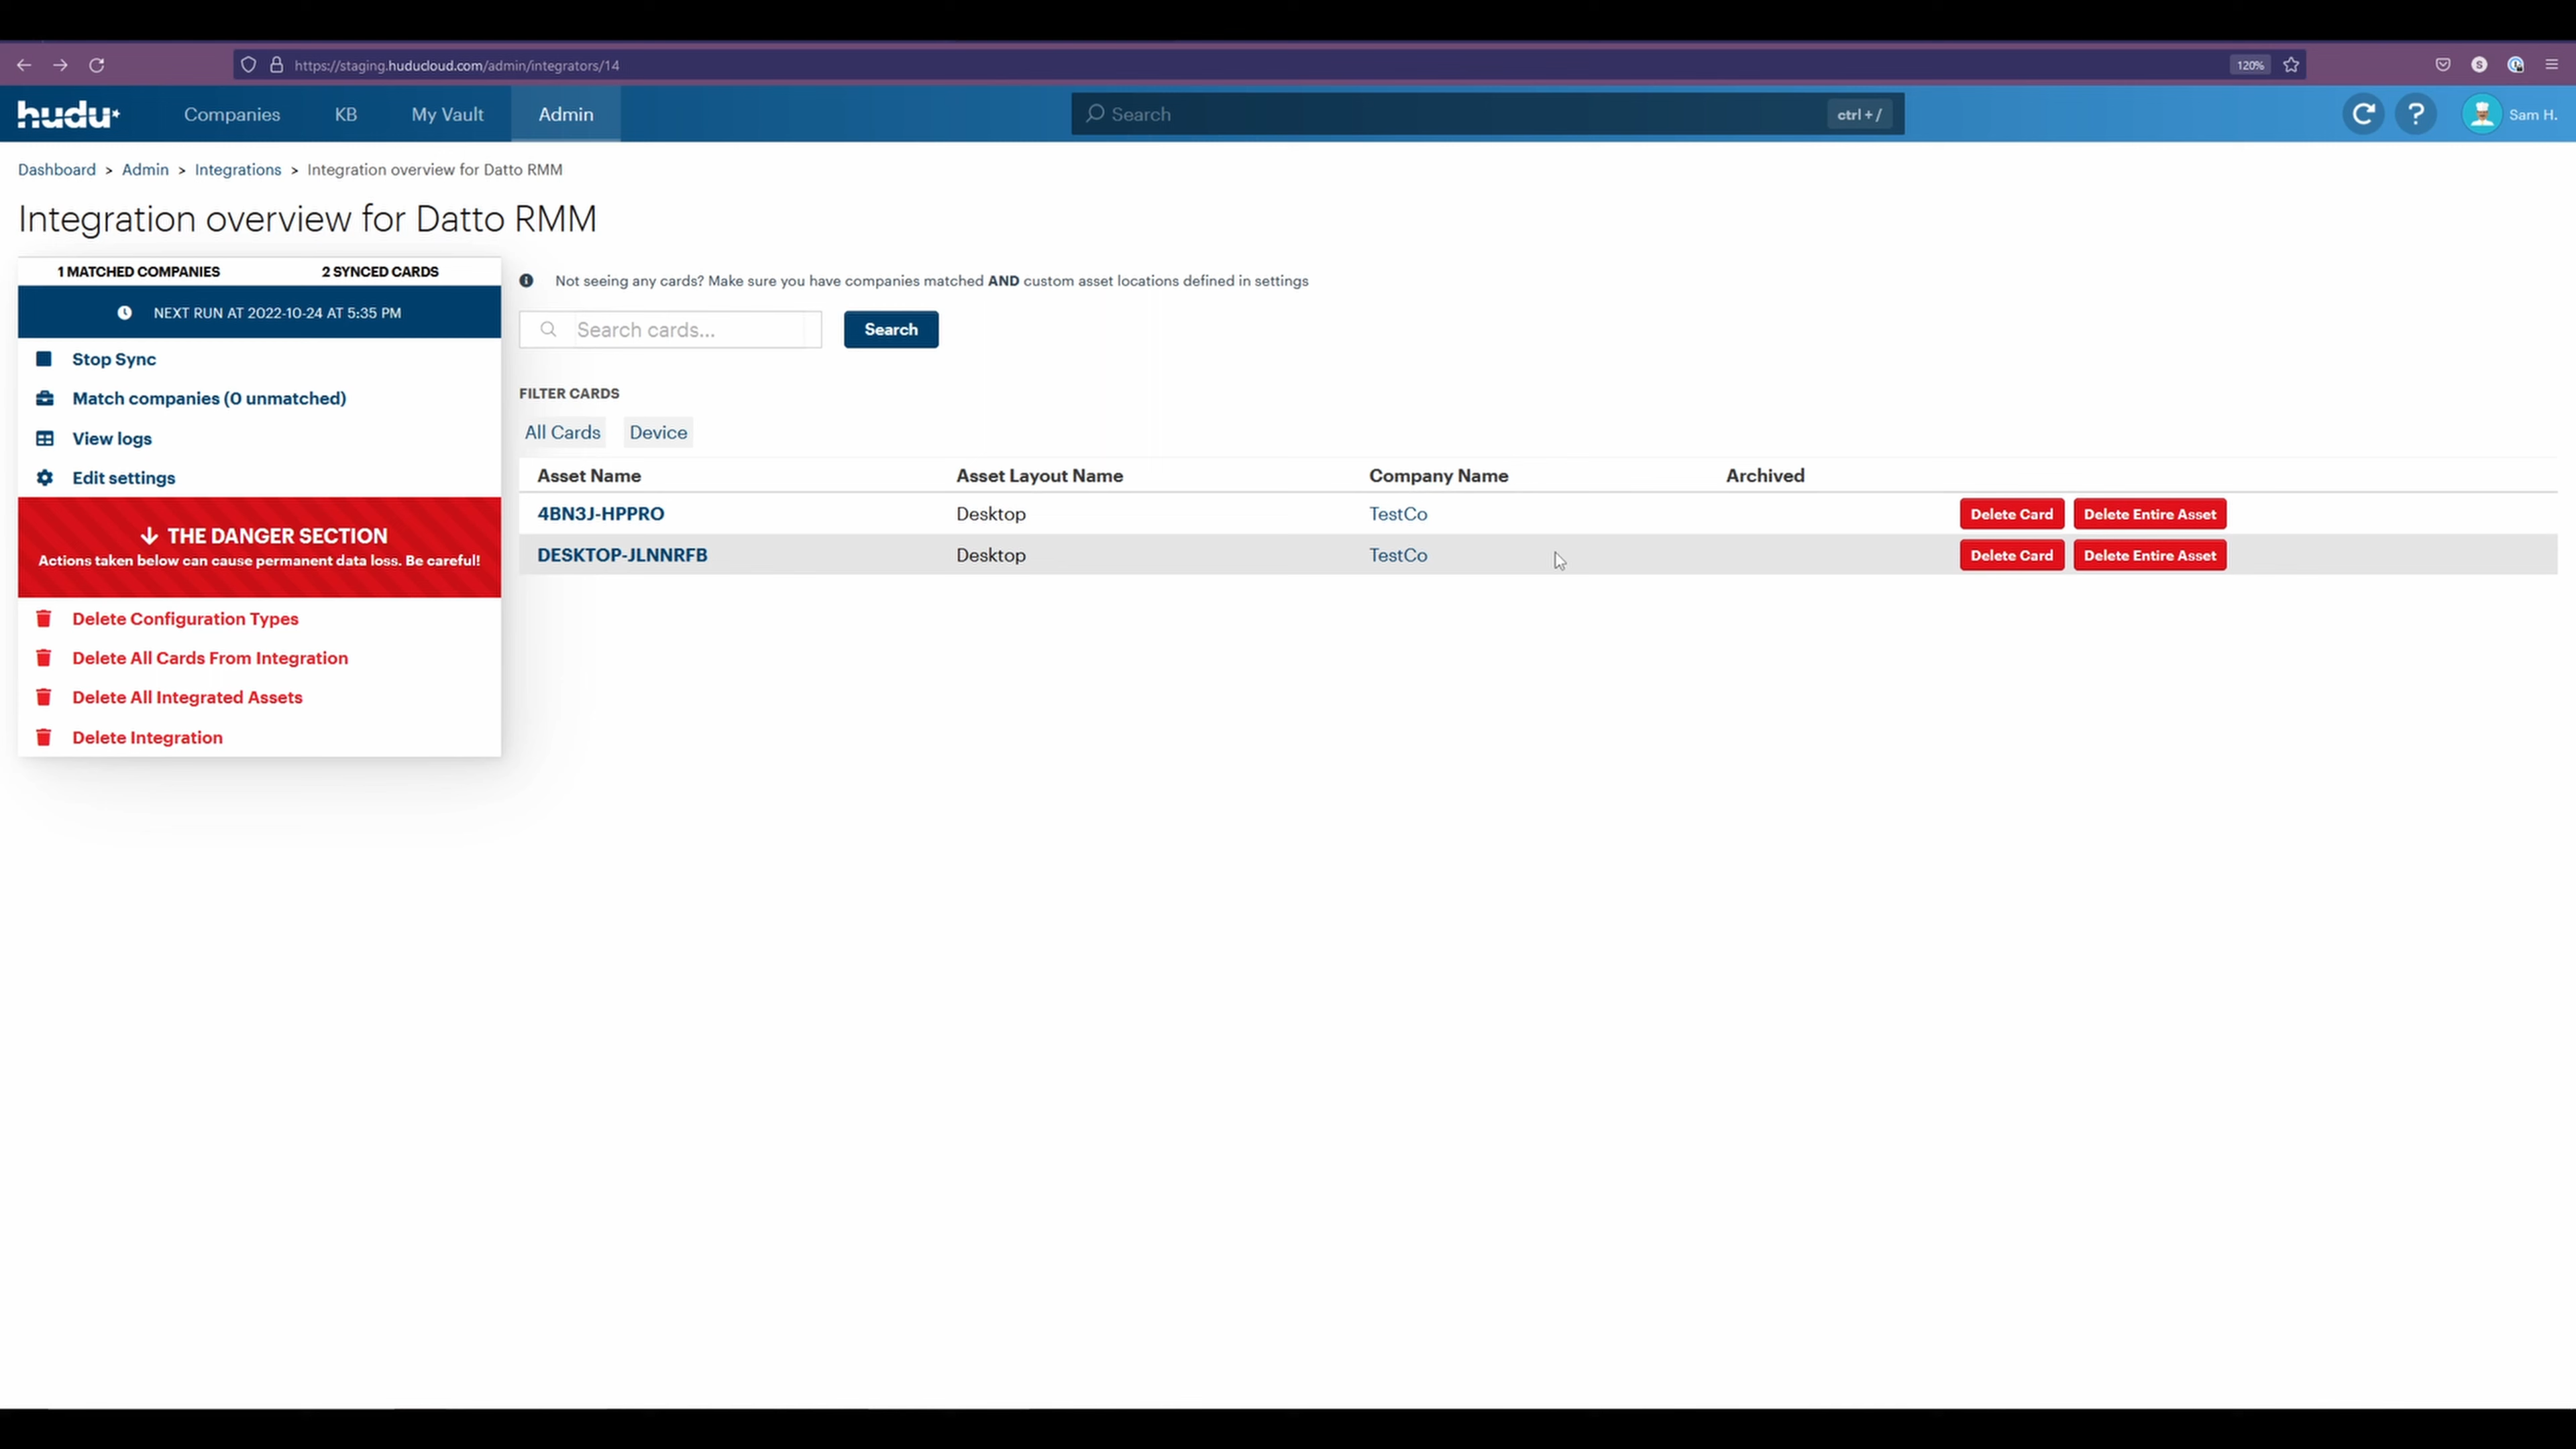 https://staging.huducloud.com/admin/integrators/14
120%
S
hudu
Companies
KB
My Vault
Admin
Search
ctrl + /
?
Sam H.
Dashboard > Admin > Integrations > Integration overview for Datto RMM
Integration overview for Datto RMM
1 MATCHED COMPANIES
2 SYNCED CARDS
NEXT RUN AT 2022-10-24 AT 5:35 PM
Stop Sync
Match companies (0 unmatched)
View logs
Edit settings
THE DANGER SECTION
Actions taken below can cause permanent data loss. Be careful!
Delete Configuration Types
Delete All Cards From Integration
Delete All Integrated Assets
Delete Integration
Not seeing any cards? Make sure you have companies matched AND custom asset locations defined in settings
Search cards...
Search
FILTER CARDS
All Cards
Device
Asset Name Asset Layout Name Company Name Archived
4BN3J-HPPRO Desktop TestCo Delete Card Delete Entire Asset
DESKTOP-JLNNRFB Desktop TestCo Delete Card Delete Entire Asset